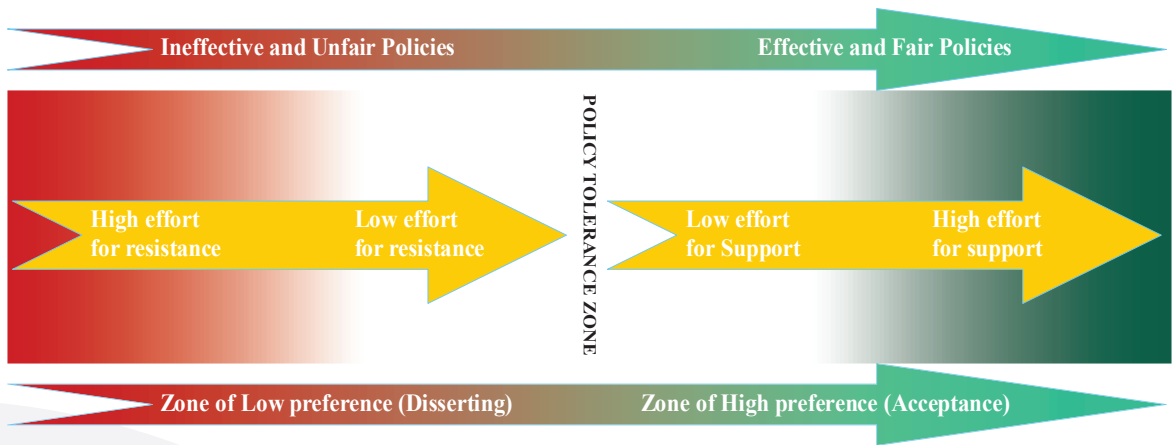 Ineffective and Unfair Policies
Effective and Fair Policies
POLICY TOLERANCE ZONE
High effort
for resistance
Low effort
for resistance
Low effort
for Support
High effort
for support
Zone of Low preference (Disserting)
Zone of High preference (Acceptance)